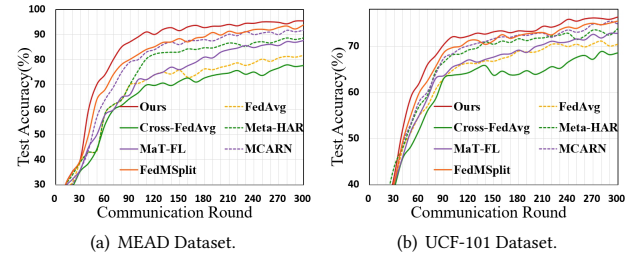 100
90
80
70
60
50
40
30
Test Accuracy(%)
Ours
FedAvg
Cross-FedAvg
Meta-HAR
MaT-FL
MCARN
FedMSplit
0 30 60 90 120 150 180 210 240 270 300
Communication Round
(a) MEAD Dataset.
70
60
50
40
Test Accuracy(%)
Ours
FedAvg
Cross-FedAvg
Meta-HAR
MaT-FL
MCARN
FedMSplit
0 30 60 90 120 150 180 210 240 270 300
Communication Round
(b) UCF-101 Dataset.